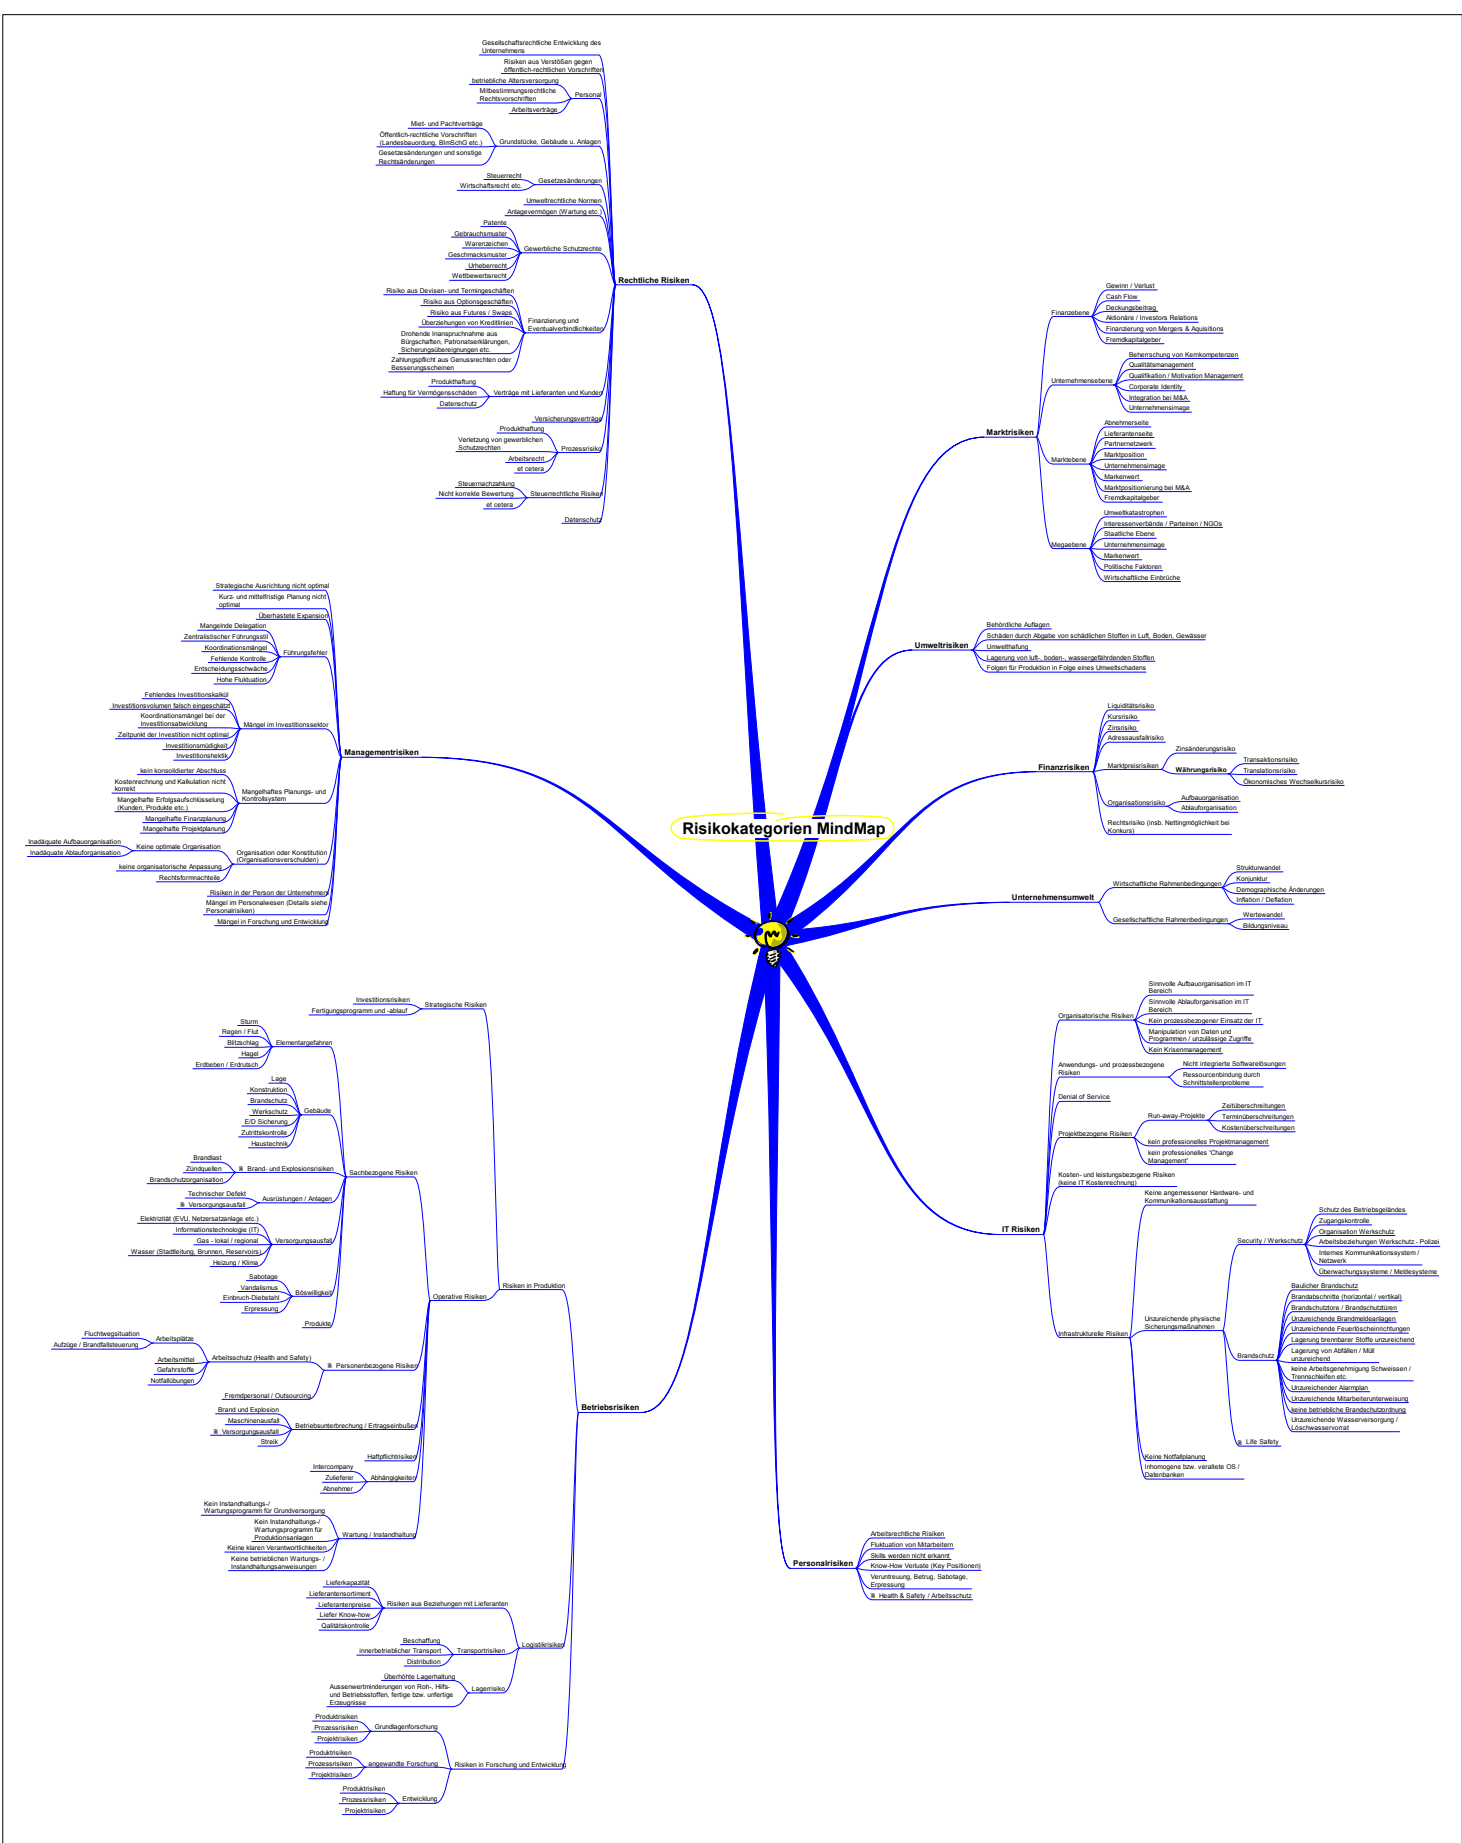 Risikokategorien MindMap
Rechtliche Risiken
Gesellschaftsrechtliche Entwicklung des
Unternehmens
Risiken aus Verstößen gegen
öffentlich-rechtlichen Vorschriften
Personal
betriebliche Altersversorgung
Mitbestimmungsrechtliche
Rechtsvorschriften
Arbeitsverträge
Grundstücke, Gebäude u. Anlagen
Miet- und Pachtverträge
Öffentlich-rechtliche Vorschriften
(Landesbauordung, BImSchG etc.)
Gesetzesänderungen und sonstige
Rechtsänderungen
Gesetzesänderungen
Steuerrecht
Wirtschaftsrecht etc.
Umweltrechtliche Normen
Anlagevermögen (Wartung etc.)
Gewerbliche Schutzrechte
Patente
Gebrauchsmuster
Warenzeichen
Geschmacksmuster
Urheberrecht
Wettbewerbsrecht
Finanzierung und
Eventualverbindlichkeiten
Risiko aus Devisen- und Termingeschäften
Risiko aus Optionsgeschäften
Risiko aus Futures / Swaps
Überziehungen von Kreditlinien
Drohende Inanspruchnahme aus
Bürgschaften, Patronatserklärungen,
Sicherungsübereignungen etc.
Zahlungspflicht aus Genussrechten oder
Besserungsscheinen
Verträge mit Lieferanten und Kunden
Produkthaftung
Haftung für Vermögensschäden
Datenschutz
Versicherungsverträge
Prozessrisiko
Produkthaftung
Verletzung von gewerblichen
Schutzrechten
Arbeitsrecht
et cetera
Steuerrechtliche Risiken
Steuernachzahlung
Nicht korrekte Bewertung
et cetera
Datenschutz
Managementrisiken
Strategische Ausrichtung nicht optimal
Kurz- und mittelfristige Planung nicht
optimal
Überhastete Expansion
Führungsfehler
Mangelnde Delegation
Zentralistischer Führungsstil
Koordinationsmängel
Fehlende Kontrolle
Entscheidungsschwäche
Hohe Fluktuation
Mängel im Investitionssektor
Fehlendes Investitionskalkül
Investitionsvolumen falsch eingeschätzt
Koordinationsmängel bei der
Investitionsabwicklung
Zeitpunkt der Investition nicht optimal
Investitionsmüdigkeit
Investitionshektik
Mangelhaftes Planungs- und
Kontrollsystem
kein konsolidierter Abschluss
Kostenrechnung und Kalkulation nicht
korrekt
Mangelhafte Erfolgsaufschlüsselung
(Kunden, Produkte etc.)
Mangelhafte Finanzplanung
Mangelhafte Projektplanung
Organisation oder Konstitution
(Organisationsverschulden)
Keine optimale Organisation
Inadäquate Aufbauorganisation
Inadäquate Ablauforganisation
keine organisatorische Anpassung
Rechtsformnachteile
Risiken in der Person der Unternehmers
Mängel im Personalwesen (Details siehe
Personalrisiken)
Mängel in Forschung und Entwicklung
Betriebsrisiken
Risiken in Produktion
Strategische Risiken
Investitionsrisiken
Fertigungsprogramm und -ablauf
Operative Risiken
Sachbezogene Risiken
Elementargefahren
Sturm
Regen / Flut
Blitzschlag
Hagel
Erdbeben / Erdrutsch
Gebäude
Lage
Konstruktion
Brandschutz
Werkschutz
E/D Sicherung
Zutrittskontrolle
Haustechnik
Brand- und Explosionsrisiken
Brandlast
Zündquellen
Brandschutzorganisation
Ausrüstungen / Anlagen
Technischer Defekt
Versorgungsausfall
Versorgungsausfall
Elektrizität (EVU, Netzersatzanlage etc.)
Informationstechnologie (IT)
Gas - lokal / regional
Wasser (Stadtleitung, Brunnen, Reservoirs)
Heizung / Klima
Böswilligkeit
Sabotage
Vandalismus
Einbruch-Diebstahl
Erpressung
Produkte
Personenbezogene Risiken
Arbeitsschutz (Health and Safety)
Arbeitsplätze
Fluchtwegsituation
Aufzüge / Brandfallsteuerung
Arbeitsmittel
Gefahrstoffe
Notfallübungen
Fremdpersonal / Outsourcing
Betriebsunterbrechung / Ertragseinbußen
Brand und Explosion
Maschinenausfall
Versorgungsausfall
Streik
Haftpflichtrisiken
Abhängigkeiten
Intercompany
Zulieferer
Abnehmer
Wartung / Instandhaltung
Kein Instandhaltungs-/
Wartungsprogramm für Grundversorgung
Kein Instandhaltungs-/
Wartungsprogramm für
Produktionsanlagen
Keine klaren Verantwortlichkeiten
Keine betrieblichen Wartungs- /
Instandhaltungsanweisungen
Logistikrisiken
Risiken aus Beziehungen mit Lieferanten
Lieferkapazität
Lieferantensortiment
Lieferantenpreise
Liefer Know-how
Qalitätskontrolle
Transportrisiken
Beschaffung
innerbetrieblicher Transport
Distribution
Lagerrisiko
Überhöhte Lagerhaltung
Aussenwertminderungen von Roh-, Hilfs-
und Betriebsstoffen, fertige bzw. unfertige
Erzeugnisse
Risiken in Forschung und Entwicklung
Grundlagenforschung
Produktrisiken
Prozessrisiken
Projektrisiken
angewandte Forschung
Produktrisiken
Prozessrisiken
Projektrisiken
Entwicklung
Produktrisiken
Prozessrisiken
Projektrisiken
Marktrisiken
Finanzebene
Gewinn / Verlust
Cash Flow
Deckungsbeitrag
Aktionäre / Investors Relations
Finanzierung von Mergers & Aquisitions
Fremdkapitalgeber
Unternehmensebene
Beherrschung von Kernkompetenzen
Qualitätsmanagement
Qualifikation / Motivation Management
Corporate Identity
Integration bei M&A
Unternehmensimage
Marktebene
Abnehmerseite
Lieferantenseite
Partnernetzwerk
Marktposition
Unternehmensimage
Markenwert
Marktpositionierung bei M&A
Fremdkapitalgeber
Megaebene
Umweltkatastrophen
Interessenverbände / Parteinen / NGOs
Staatliche Ebene
Unternehmensimage
Markenwert
Politische Faktoren
Wirtschaftliche Einbrüche
Umweltrisiken
Behördliche Auflagen
Schäden durch Abgabe von schädlichen Stoffen in Luft, Boden, Gewässer
Umwelthafung
Lagerung von luft-, boden-, wassergefährdenden Stoffen
Folgen für Produktion in Folge eines Umweltschadens
Finanzrisiken
Liquiditätsrisiko
Kursrisiko
Zinsrisiko
Adressausfallrisiko
Marktpreisrisiken
Zinsänderungsrisiko
Währungsrisiko
Transaktionsrisiko
Translationsrisiko
Ökonomisches Wechselkursrisiko
Organisationsrisiko
Aufbauorganisation
Ablauforganisation
Rechtsrisiko (insb. Nettingmöglichkeit bei
Konkurs)
Unternehmensumwelt
Wirtschaftliche Rahmenbedingungen
Strukturwandel
Konjunktur
Demographische Änderungen
Inflation / Deflation
Gesellschaftliche Rahmenbedingungen
Wertewandel
Bildungsniveau
IT Risiken
Organisatorische Risiken
Sinnvolle Aufbauorganisation im IT
Bereich
Sinnvolle Ablauforganisation im IT
Bereich
Kein prozessbezogener Einsatz der IT
Manipulation von Daten und
Programmen / unzulässige Zugriffe
Kein Krisenmanagement
Anwendungs- und prozessbezogene
Risiken
Nicht integrierte Softwarelösungen
Ressourcenbindung durch
Schnittstellenprobleme
Denial of Service
Projektbezogene Risiken
Run-away-Projekte
Zeitüberschreitungen
Terminüberschreitungen
Kostenüberschreitungen
kein professionelles Projektmanagement
kein professionelles "Change
Management"
Kosten- und leistungsbezogene Risiken
(keine IT Kostenrechnung)
Infrastrukturelle Risiken
Keine angemessener Hardware- und
Kommunikationsausstattung
Unzureichende physische
Sicherungsmaßnahmen
Security / Werkschutz
Schutz des Betriebsgeländes
Zugangskontrolle
Organisation Werkschutz
Arbeitsbeziehungen Werkschutz - Polizei
Internes Kommunikationssystem /
Netzwerk
Überwachungssysteme / Meldesysteme
Brandschutz
Baulicher Brandschutz
Brandabschnitte (horizontal / vertikal)
Brandschutztore / Brandschutztüren
Unzureichende Brandmeldeanlagen
Unzureichende Feuerlöscheinrichtungen
Lagerung brennbarer Stoffe unzureichend
Lagerung von Abfällen / Müll
unzureichend
keine Arbeitsgenehmigung Schweissen /
Trennschleifen etc.
Unzureichender Alarmplan
Unzureichende Mitarbeiterunterweisung
keine betriebliche Brandschutzordnung
Unzureichende Wasserversorgung /
Löschwasservorrat
Life Safety
Keine Notfallplanung
Inhomogene bzw. veraltete OS /
Datenbanken
Personalrisiken
Arbeitsrechtliche Risiken
Fluktuation von Mitarbeitern
Skills werden nicht erkannt
Know-How Verluste (Key Positionen)
Veruntreuung, Betrug, Sabotage,
Erpressung
Health & Safety / Arbeitsschutz